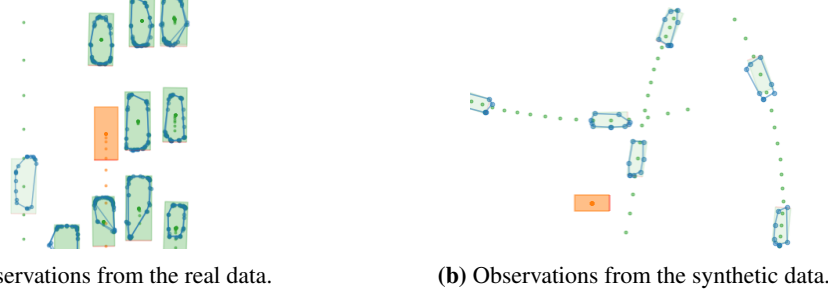 servations from the real data.
(b) Observations from the synthetic data.